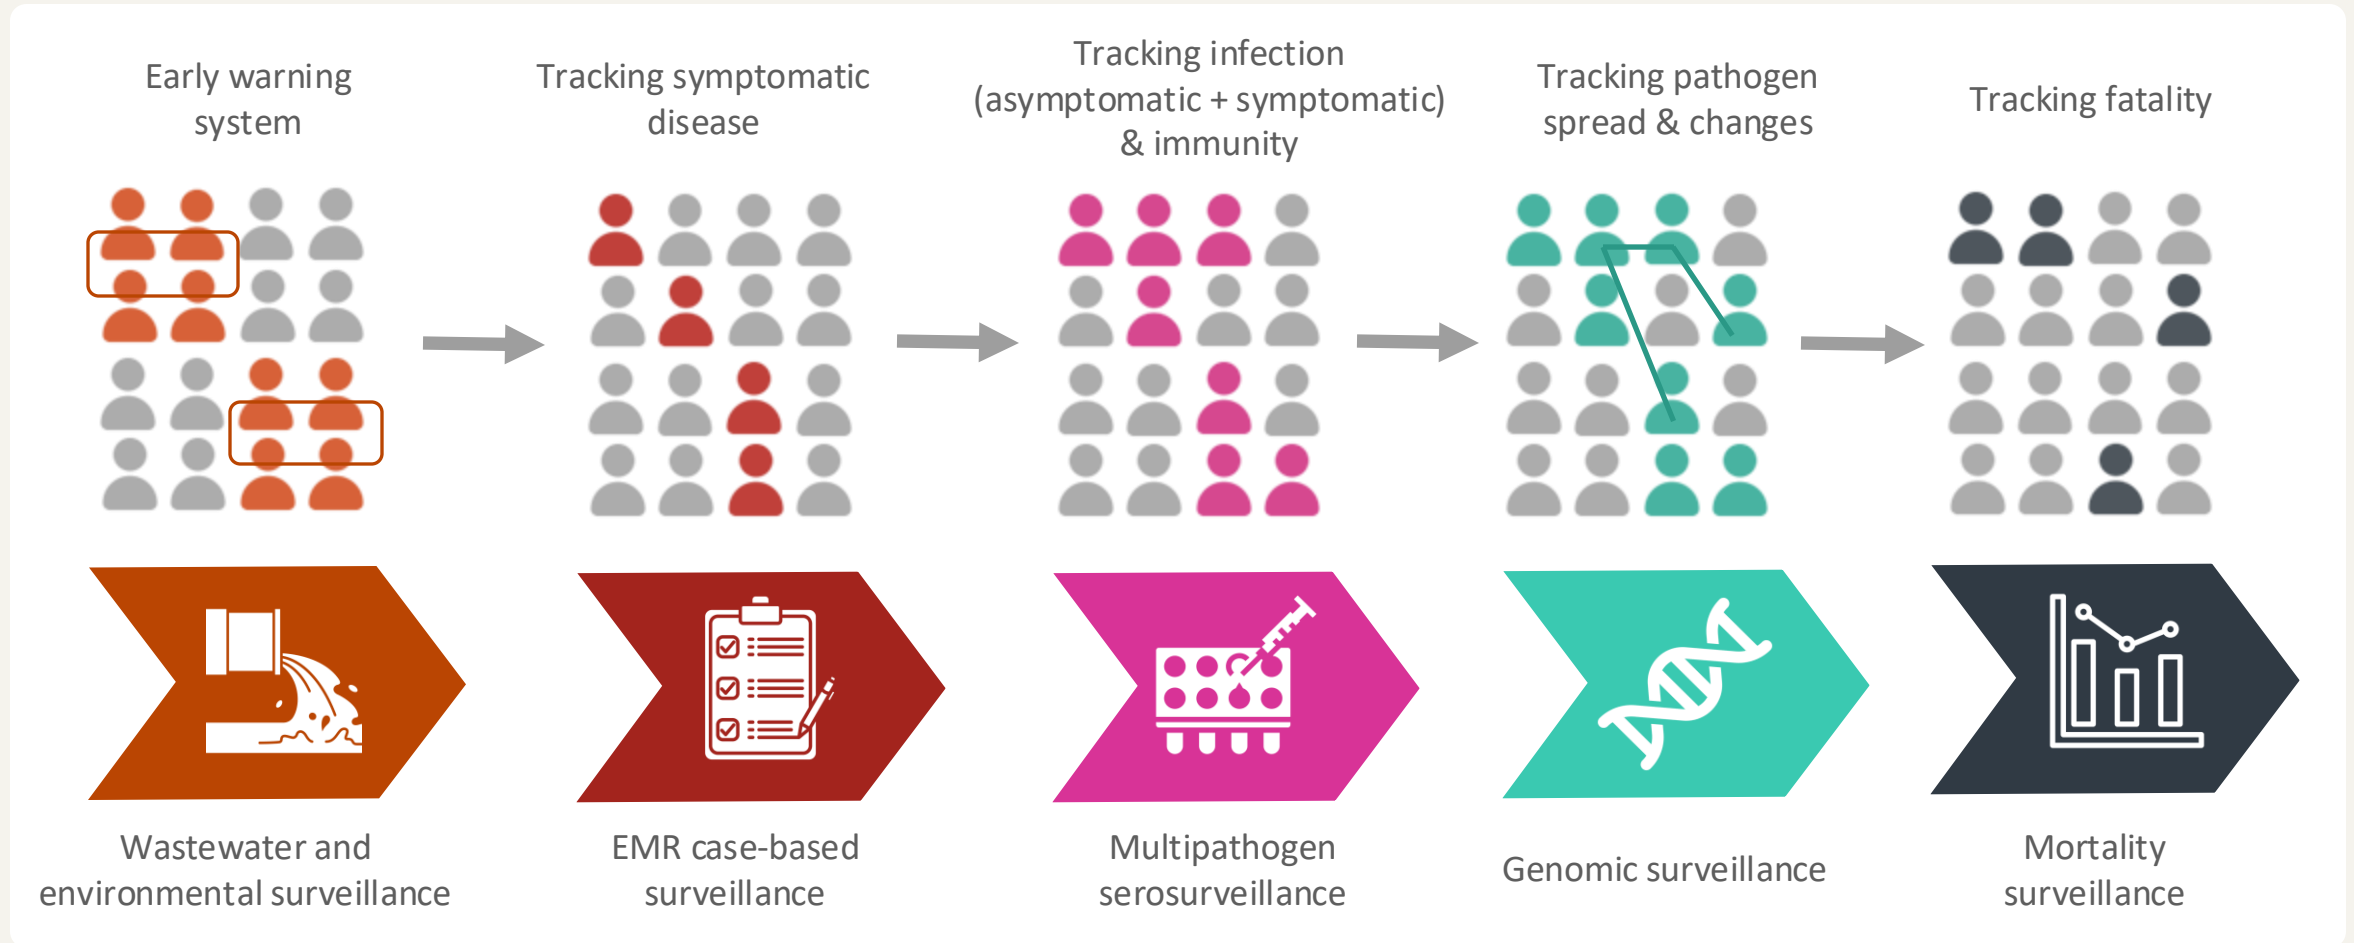 Early warning
system
Tracking symptomatic
disease
Tracking infection
(asymptomatic + symptomatic)
& immunity
Tracking pathogen
spread & changes
Tracking fatality
Wastewater and
environmental surveillance
EMR case-based
surveillance
Multipathogen
serosurveillance
Genomic surveillance
Mortality
surveillance